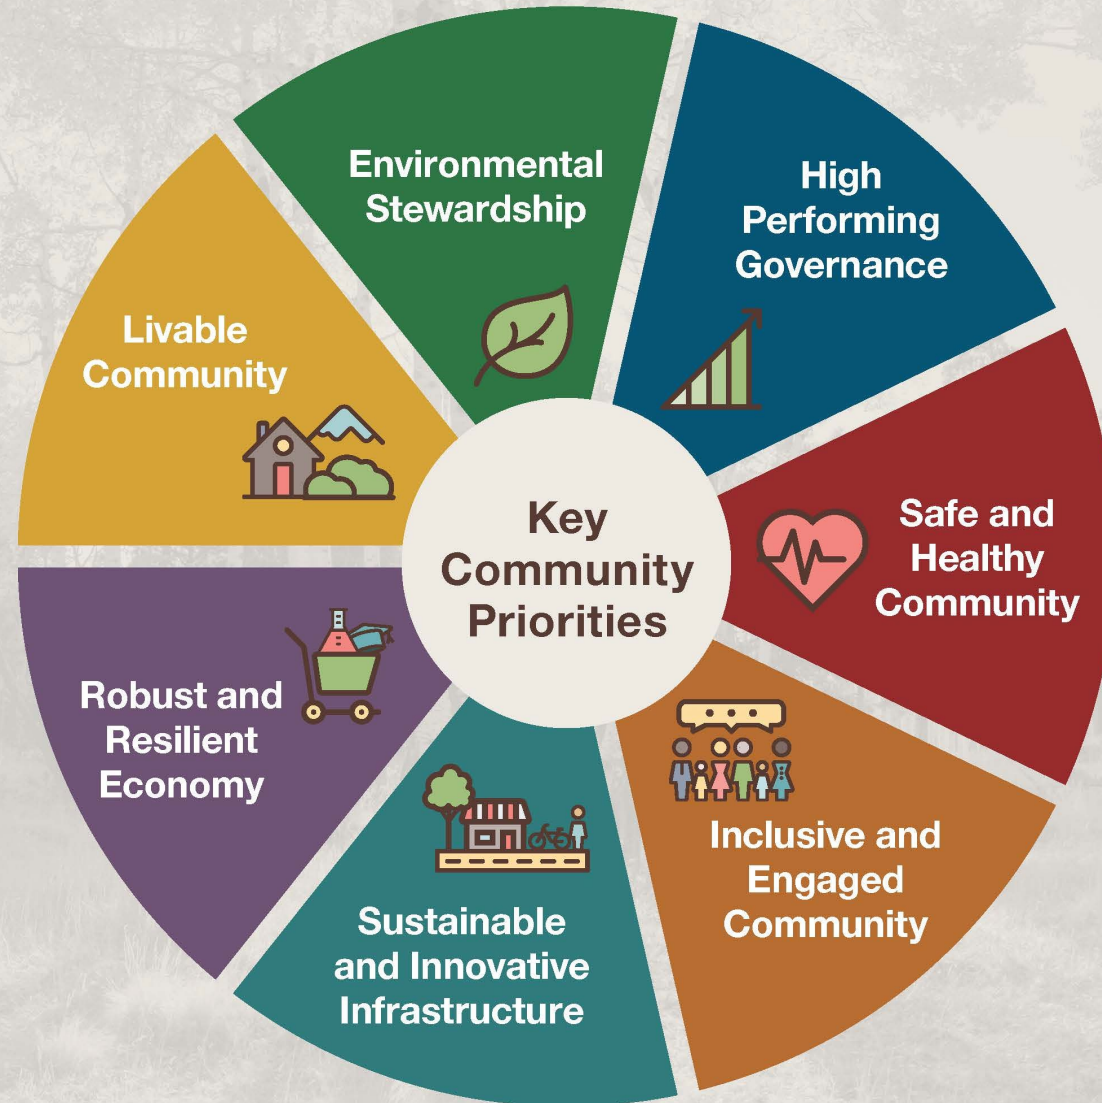 Environmental
Stewardship
High
Performing
Governance
Safe and
Healthy
Community
Inclusive and
Engaged
Community
Sustainable
and Innovative
Infrastructure
Robust and
Resilient
Economy
Livable
Community
Key
Community
Priorities